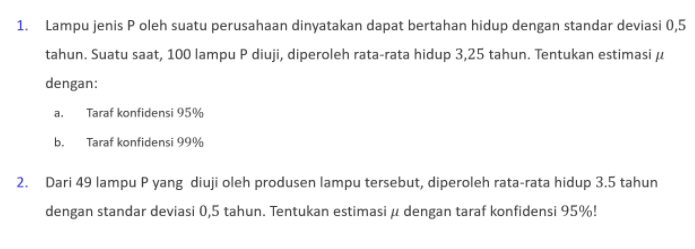 1. Lampu jenis P oleh suatu perusahaan dinyatakan dapat bertahan hidup dengan standar deviasi 0,5
tahun. Suatu saat, 100 lampu P diuji, diperoleh rata-rata hidup 3,25 tahun. Tentukan estimasi μ
dengan:
a. Taraf konfidensi 95%
b. Taraf konfidensi 99%
2. Dari 49 lampu P yang diuji oleh produsen lampu tersebut, diperoleh rata-rata hidup 3.5 tahun
dengan standar deviasi 0,5 tahun. Tentukan estimasi μ dengan taraf konfidensi 95%!